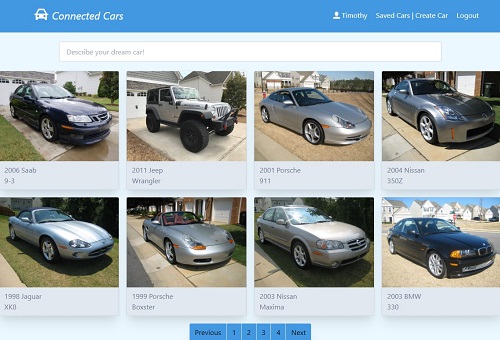 Connected Cars
Timothy Saved Cars | Create Car Logout
Describe your dream car!
2006 Saab
9-3
2011 Jeep
Wrangler
2001 Porsche
911
2004 Nissan
350Z
1998 Jaguar
XK8
1999 Porsche
Boxster
2003 Nissan
Maxima
2003 BMW
330
Previous 1 2 3 4 Next